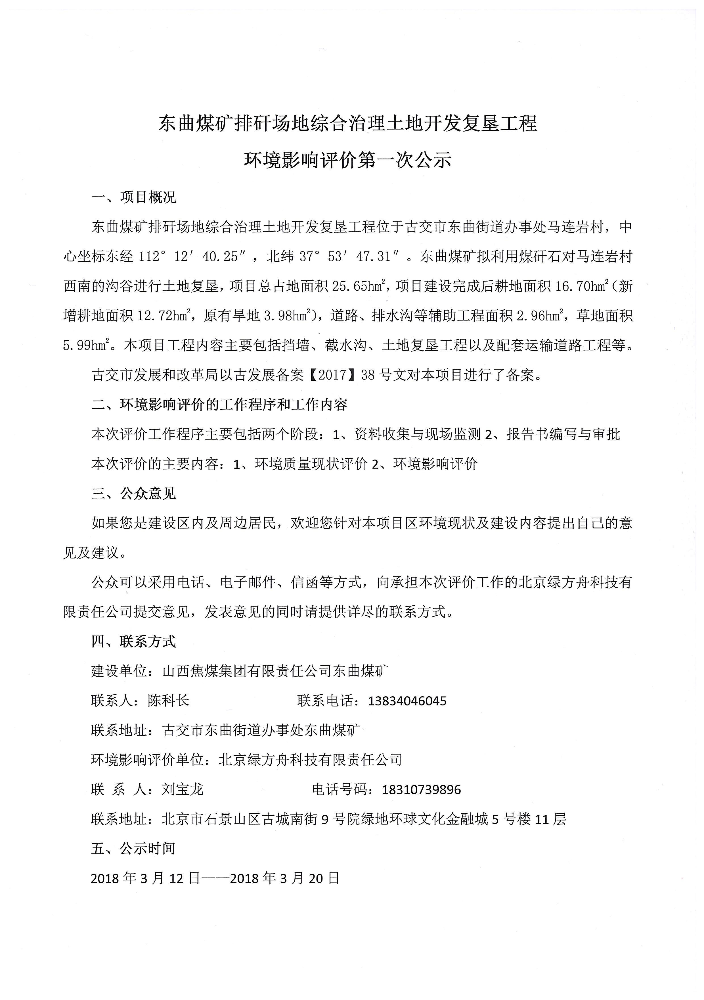 东曲煤矿排矸场地综合治理土地开发复垦工程
环境影响评价第一次公示
一、项目概况
东曲煤矿排矸场地综合治理土地开发复垦工程位于古交市东曲街道办事处马连岩村，中
心坐标东经 112° 12′ 40.25″，北纬 37° 53′ 47.31″。东曲煤矿拟利用煤矸石对马连岩村
西南的沟谷进行土地复垦，项目总占地面积 25.65hm²，项目建设完成后耕地面积 16.70hm²（新
增耕地面积 12.72hm²，原有旱地 3.98hm²），道路、排水沟等辅助工程面积 2.96hm²，草地面积
5.99hm²。本项目工程内容主要包括挡墙、截水沟、土地复垦工程以及配套运输道路工程等。
古交市发展和改革局以古发展备案【2017】38 号文对本项目进行了备案。
二、环境影响评价的工作程序和工作内容
本次评价工作程序主要包括两个阶段：1、资料收集与现场监测 2、报告书编写与审批
本次评价的主要内容：1、环境质量现状评价 2、环境影响评价
三、公众意见
如果您是建设区内及周边居民，欢迎您针对本项目区环境现状及建设内容提出自己的意
见及建议。
公众可以采用电话、电子邮件、信函等方式，向承担本次评价工作的北京绿方舟科技有
限责任公司提交意见，发表意见的同时请提供详尽的联系方式。
四、联系方式
建设单位：山西焦煤集团有限责任公司东曲煤矿
联系人：陈科长 联系电话：13834046045
联系地址：古交市东曲街道办事处东曲煤矿
环境影响评价单位：北京绿方舟科技有限责任公司
联 系 人：刘宝龙 电话号码：18310739896
联系地址：北京市石景山区古城南街 9 号院绿地环球文化金融城 5 号楼 11 层
五、公示时间
2018 年 3 月 12 日——2018 年 3 月 20 日